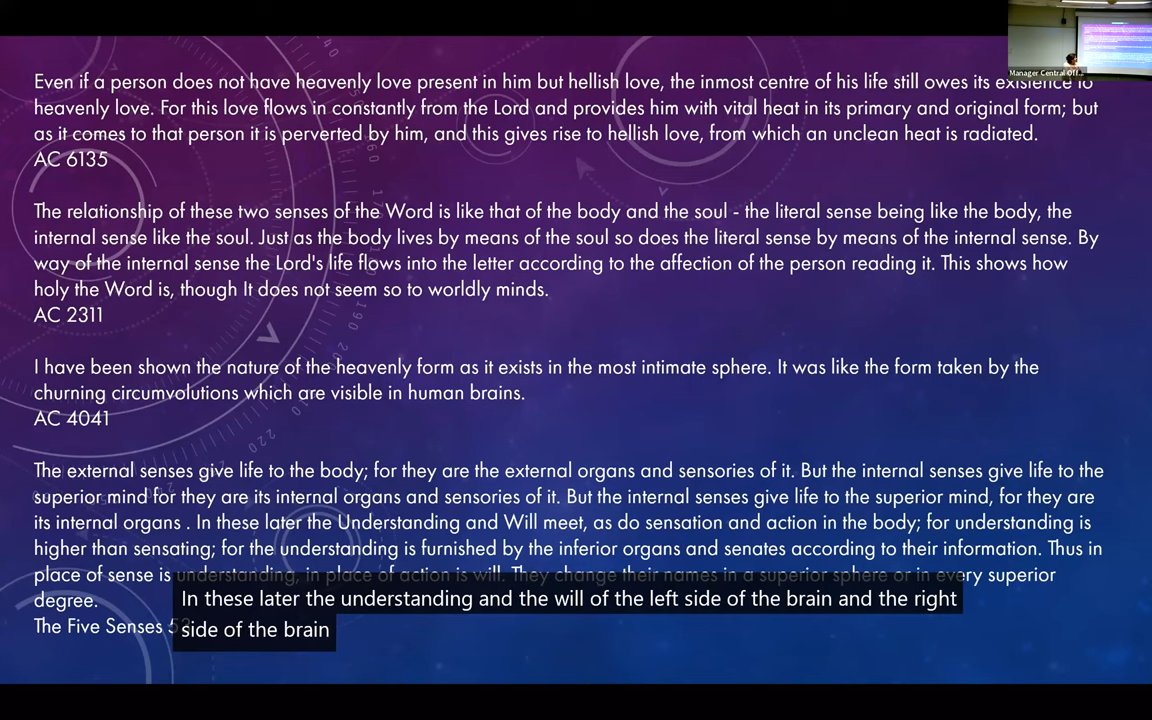 Even if a person does not have heavenly love present in him but hellish love, the inmost centre of his life still owes its existence to
heavenly love. For this love flows in constantly from the Lord and provides him with vital heat in its primary and original form; but
as it comes to that person it is perverted by him, and this gives rise to hellish love, from which an unclean heat is radiated.
AC 6135
The relationship of these two senses of the Word is like that of the body and the soul - the literal sense being like the body, the
internal sense like the soul. Just as the body lives by means of the soul so does the literal sense by means of the internal sense. By
way of the internal sense the Lord's life flows into the letter according to the affection of the person reading it. This shows how
holy the Word is, though It does not seem so to worldly minds.
AC 2311
I have been shown the nature of the heavenly form as it exists in the most intimate sphere. It was like the form taken by the
churning circumvolutions which are visible in human brains.
AC 4041
The external senses give life to the body; for they are the external organs and sensories of it. But the internal senses give life to the
superior mind for they are its internal organs and sensories of it. But the internal senses give life to the superior mind, for they are
its internal organs . In these later the Understanding and Will meet, as do sensation and action in the body; for understanding is
higher than sensating; for the understanding is furnished by the inferior organs and senates according to their information. Thus in
place of sense is understanding, in place of action is will. They change their names in a superior sphere or in every superior
degree.
The Five Senses
In these later the understanding and the will of the left side of the brain and the right
side of the brain
Manager Central Off...